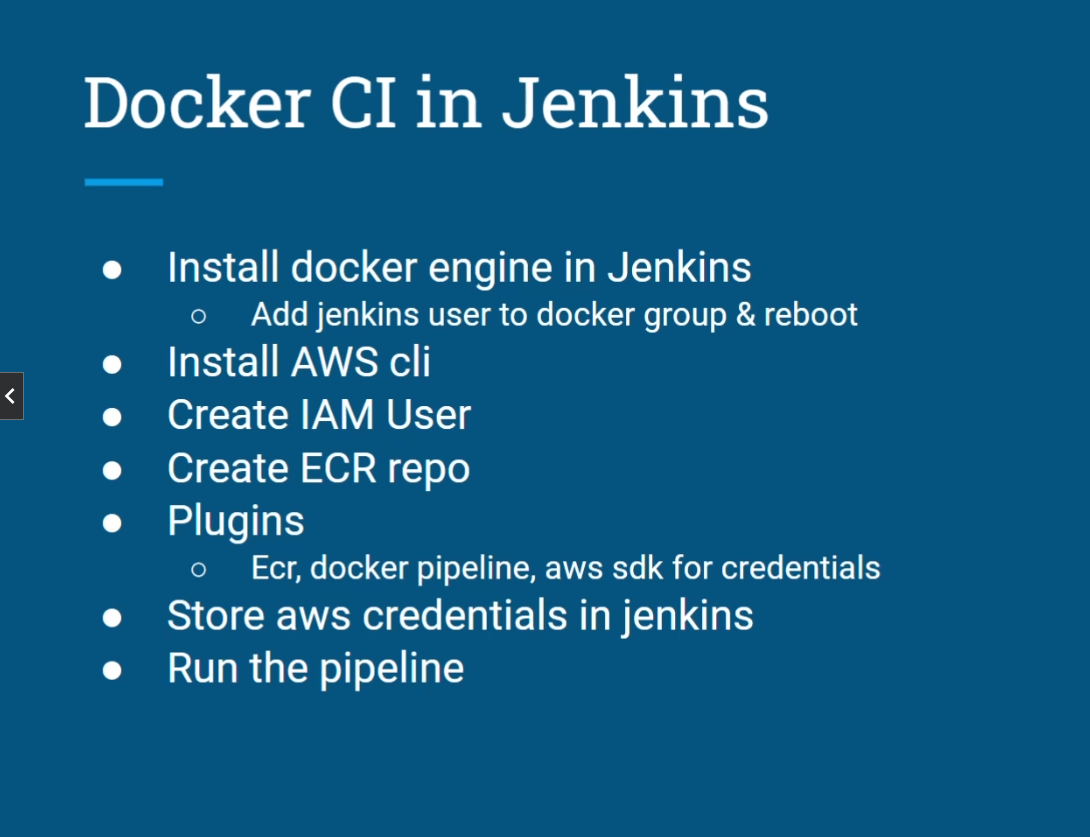 Docker CI in Jenkins
● Install docker engine in Jenkins
○ Add jenkins user to docker group & reboot
● Install AWS cli
● Create IAM User
● Create ECR repo
● Plugins
○ Ecr, docker pipeline, aws sdk for credentials
● Store aws credentials in jenkins
● Run the pipeline